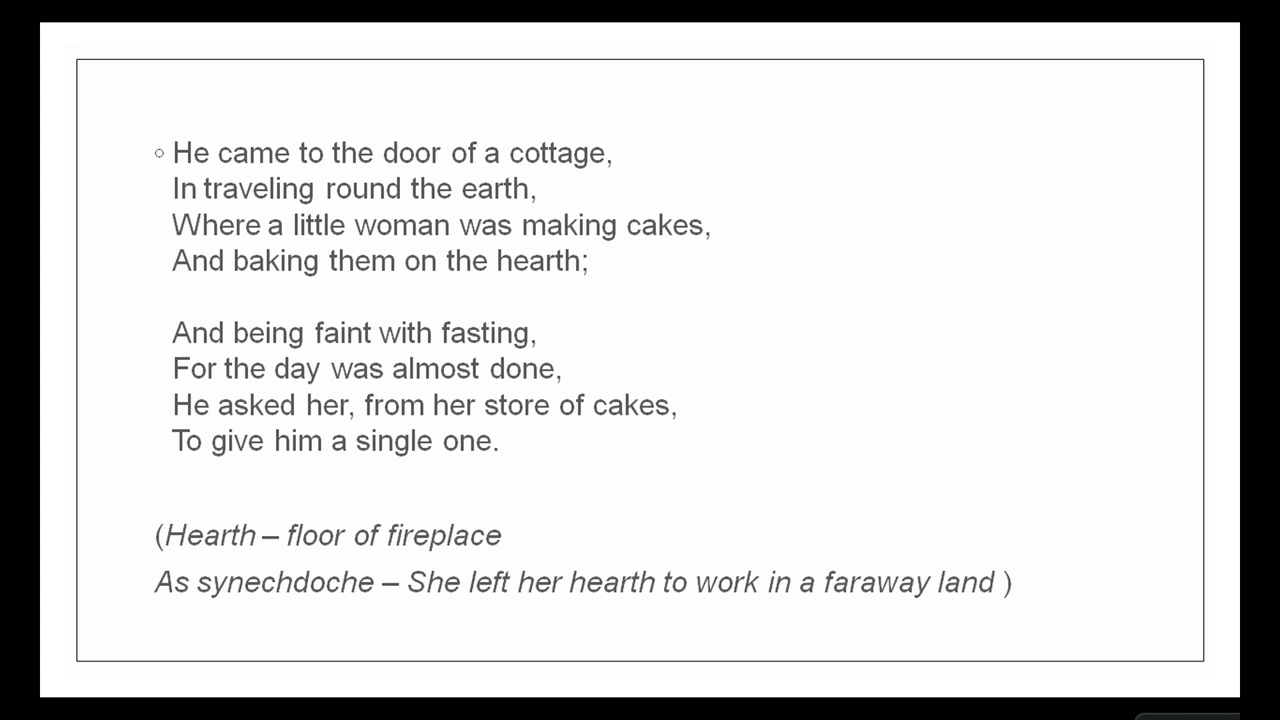 He came to the door of a cottage,
In traveling round the earth,
Where a little woman was making cakes,
And baking them on the hearth;
And being faint with fasting,
For the day was almost done,
He asked her, from her store of cakes,
To give him a single one.
(Hearth – floor of fireplace
As synechdoche – She left her hearth to work in a faraway land )